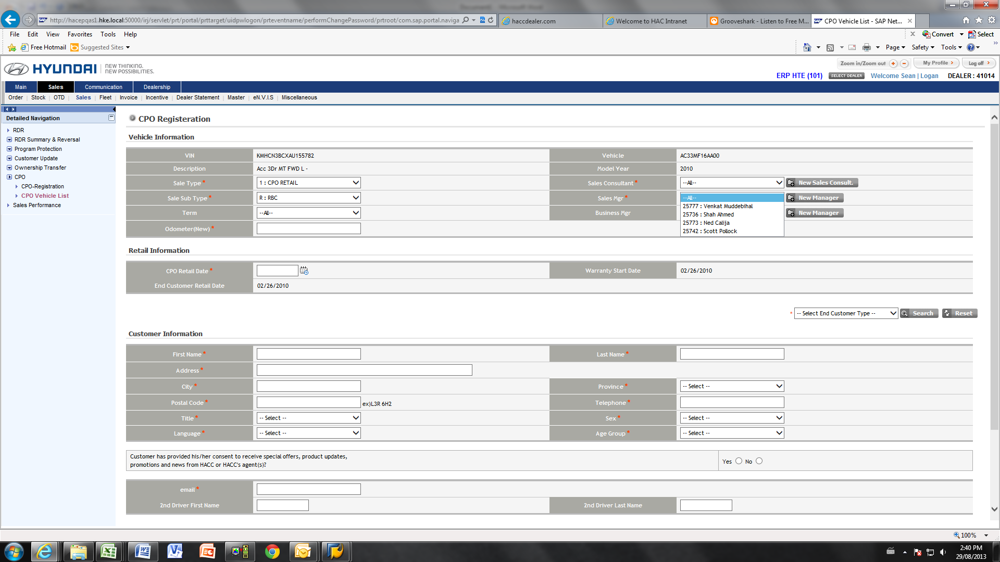 http://hacepqas1.hke.local:50000/irj/servlet/prt/portal/prttarget/uidpwlogon/prteventname/performChangePassword/prtroot/com.sap.portal.naviga
haccdealer.com
Welcome to HAC Intranet
Grooveshark - Listen to Free M...
CPO Vehicle List - SAP Net...
File Edit View Favorites Tools Help
Convert Select
Free Hotmail Suggested Sites
Page Safety Tools
HYUNDAI NEW THINKING.
NEW POSSIBILITIES.
Zoom in/Zoom out My Profile Log off
ERP HTE (101) SELECT DEALER Welcome Sean | Logan DEALER : 41014
Main Sales Communication Dealership
Order Stock OTD Sales Fleet Invoice Incentive Dealer Statement Master eN.V.I.S Miscellaneous
Detailed Navigation
RDR
RDR Summary & Reversal
Program Protection
Customer Update
Ownership Transfer
CPO
CPO-Registration
CPO Vehicle List
Sales Performance
CPO Registeration
Vehicle Information
VIN KMHCN3BCXAU155782 Vehicle AC33MF16AA00
Description Acc 3Dr MT FWD L - Model Year 2010
Sale Type * 1 : CPO RETAIL Sales Consultant * --All-- New Sales Consult.
Sale Sub Type * R : RBC Sales Mgr * --All-- New Manager
Term --All-- Business Mgr New Manager
25777 : Venkat Muddebihal
25736 : Shah Ahmed
25773 : Ned Calija
25742 : Scott Pollock
Odometer(New) *
Retail Information
CPO Retail Date * Warranty Start Date 02/26/2010
End Customer Retail Date 02/26/2010
* -- Select End Customer Type -- Search Reset
Customer Information
First Name * Last Name *
Address *
City * Province * -- Select --
Postal Code * ex)L3R 6H2 Telephone *
Title * -- Select -- Sex * -- Select --
Language * -- Select -- Age Group * -- Select --
Customer has provided his/her consent to receive special offers, product updates,
promotions and news from HACC or HACC's agent(s)?
Yes No
email *
2nd Driver First Name 2nd Driver Last Name
100%
2:40 PM
29/08/2013